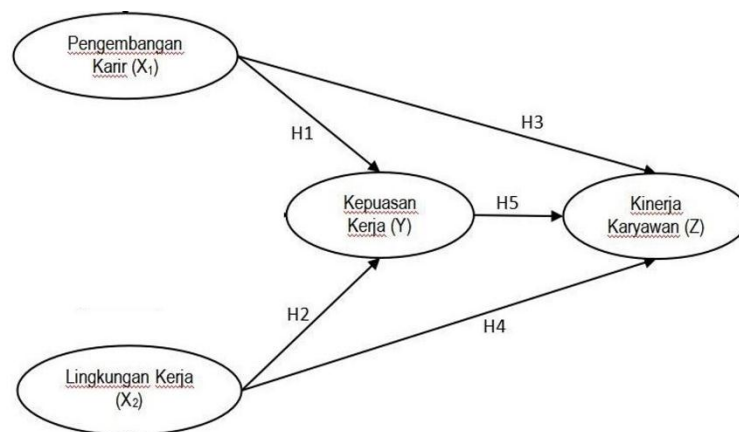 Pengembangan
Karir (X₁)
H3
H1
Kepuasan
Kerja (Y)
H5
Kinerja
Karyawan (Z)
H2
H4
Lingkungan Kerja
(X₂)